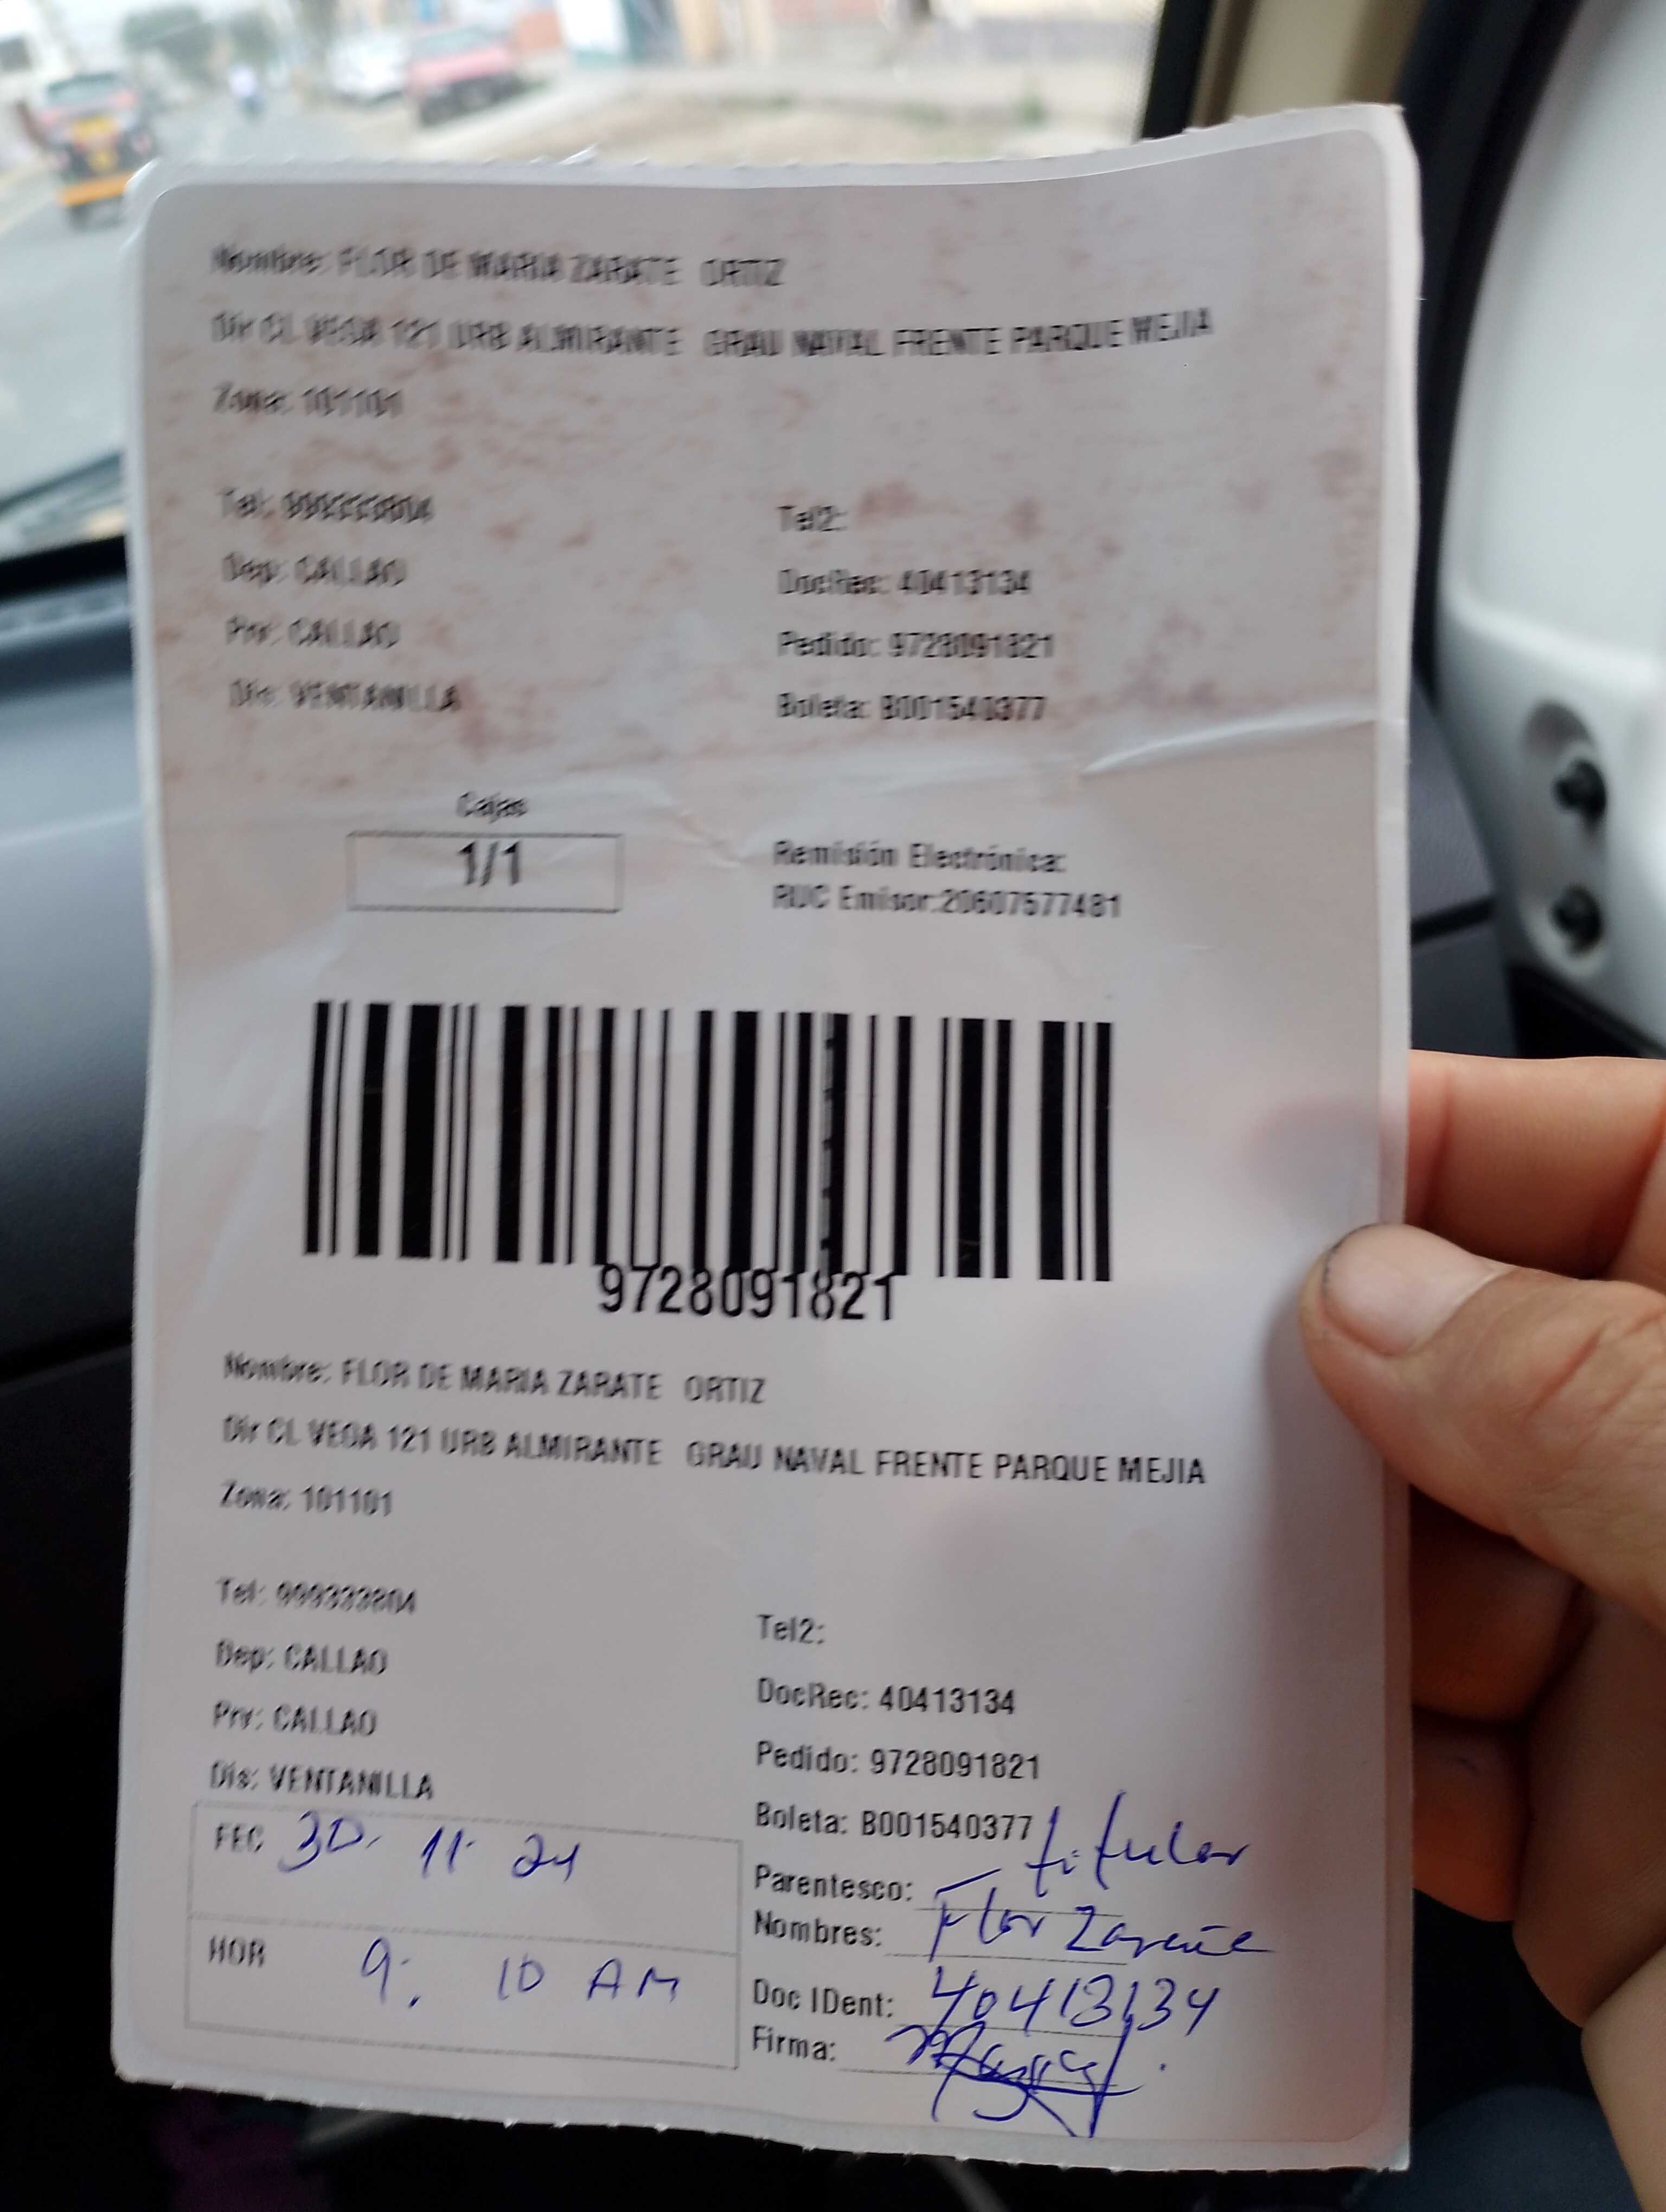 Nombre: FLOR DE MARIA ZARATE ORTIZ
Dir CL VEGA 121 URB ALMIRANTE GRAU NAVAL FRENTE PARQUE MEJIA
Zona: 101101
Tel: Tel2:
Dep: CALLAO DocRec: 40413134
Prv: CALLAO Pedido: 9728091821
Dis: VENTANILLA Boleta: B001540377
Cajas
1/1
Remisión Electrónica:
RUC Emisor:20607577481
9728091821
Nombre: FLOR DE MARIA ZARATE ORTIZ
Dir CL VEGA 121 URB ALMIRANTE GRAU NAVAL FRENTE PARQUE MEJIA
Zona: 101101
Tel: Tel2:
Dep: CALLAO DocRec: 40413134
Prv: CALLAO Pedido: 9728091821
Dis: VENTANILLA Boleta: B001540377
FEC 30. 11. 24
HOR 9: 10 AM
Parentesco: titular
Nombres: Flor Zarate
Doc IDent: 40413134
Firma: